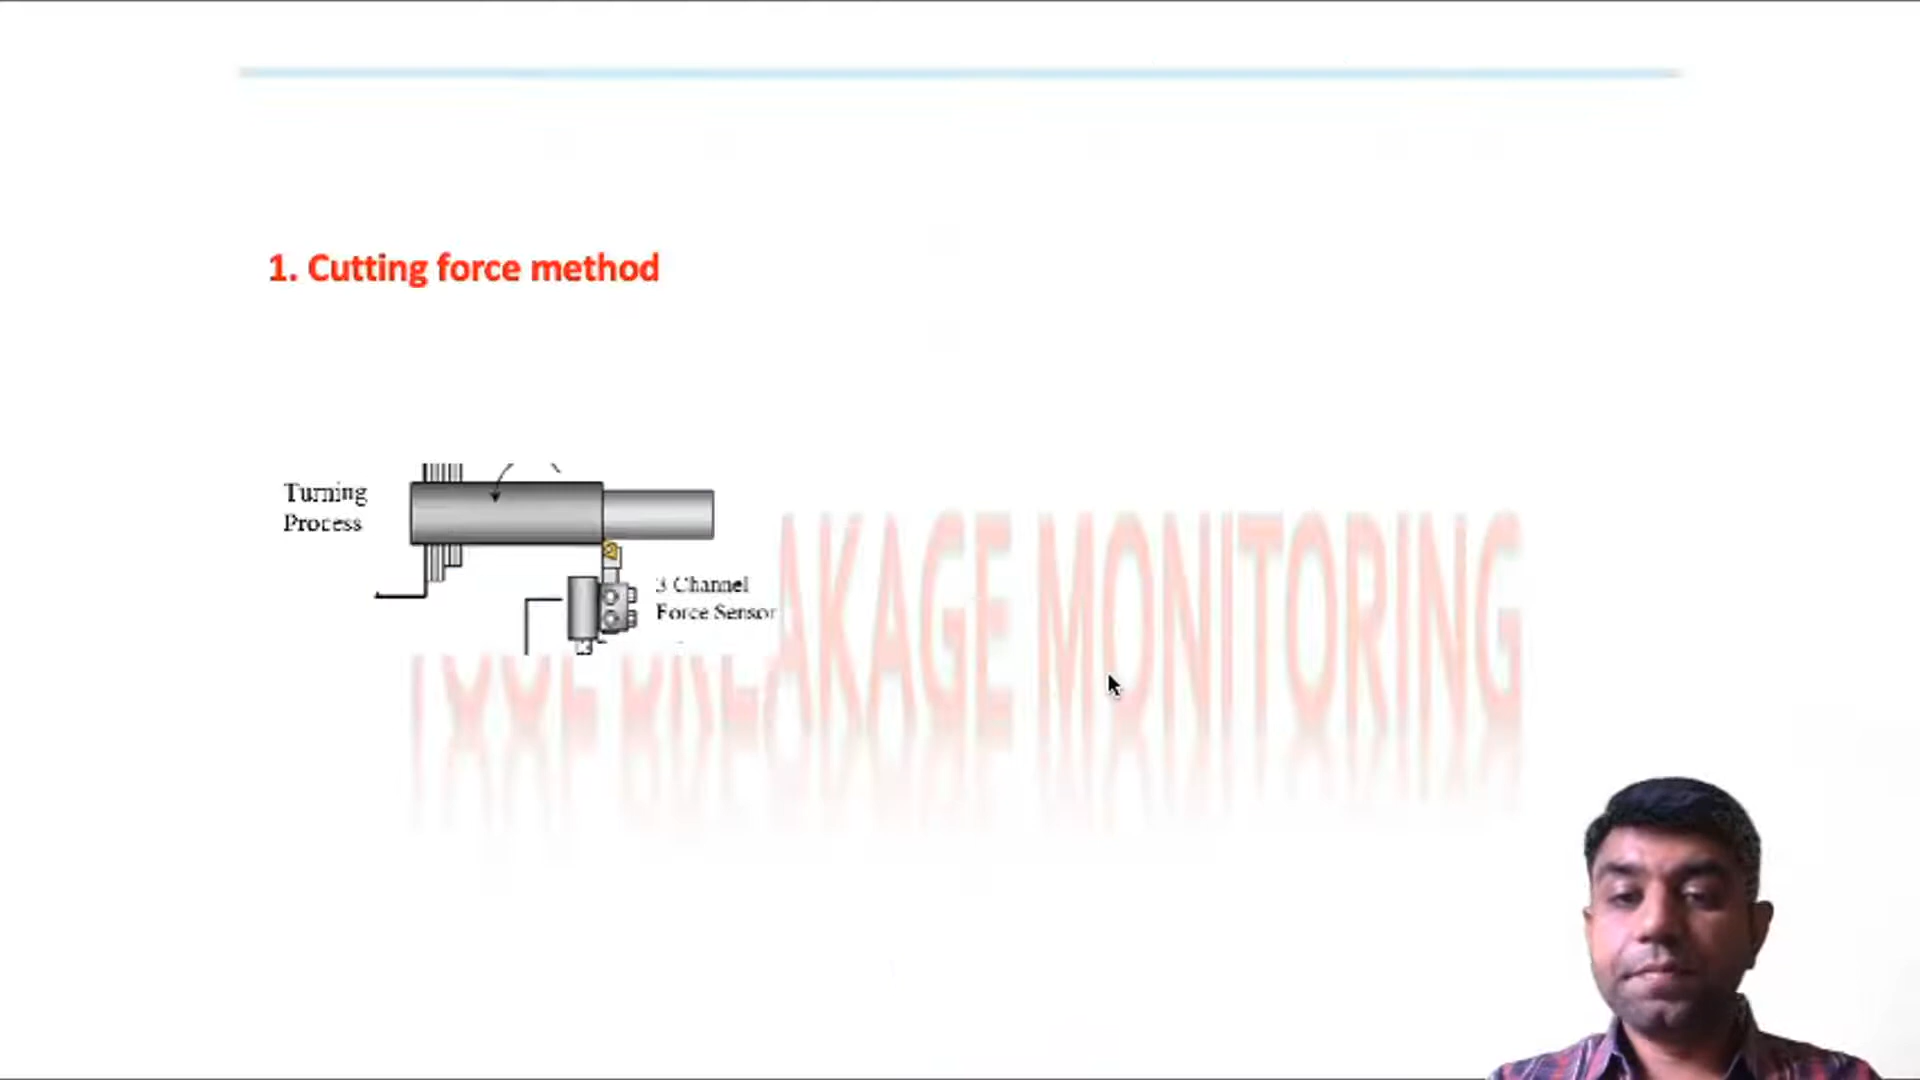 1. Cutting force method
Turning
Process
3 Channel
Force Sensor
AKAGE MONITORING